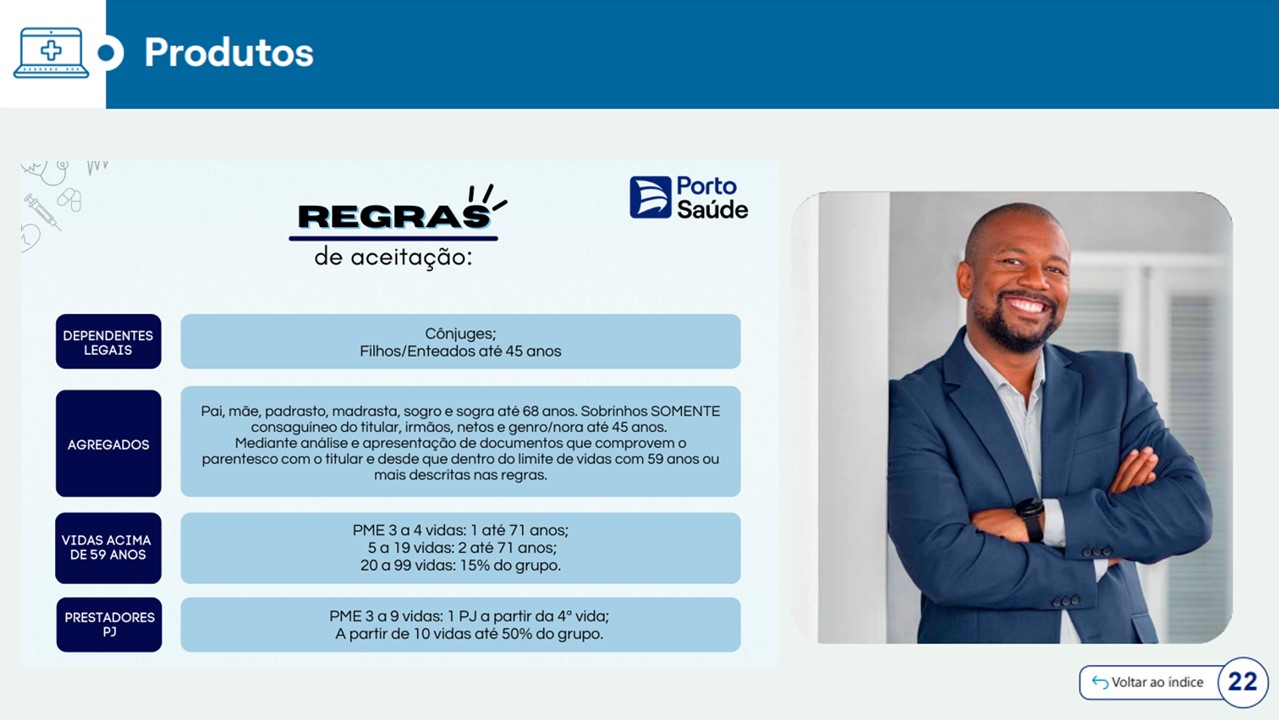 Produtos
Porto
Saúde
REGRAS
de aceitação:
DEPENDENTES
LEGAIS
Cônjuges;
Filhos/Enteados até 45 anos
AGREGADOS
Pai, mãe, padrasto, madrasta, sogro e sogra até 68 anos. Sobrinhos SOMENTE
consaguíneo do titular, irmãos, netos e genro/nora até 45 anos.
Mediante análise e apresentação de documentos que comprovem o
parentesco com o titular e desde que dentro do limite de vidas com 59 anos ou
mais descritas nas regras.
VIDAS ACIMA
DE 59 ANOS
PME 3 a 4 vidas: 1 até 71 anos;
5 a 19 vidas: 2 até 71 anos;
20 a 99 vidas: 15% do grupo.
PRESTADORES
PJ
PME 3 a 9 vidas: 1 PJ a partir da 4ª vida;
A partir de 10 vidas até 50% do grupo.
Voltar ao índice
22